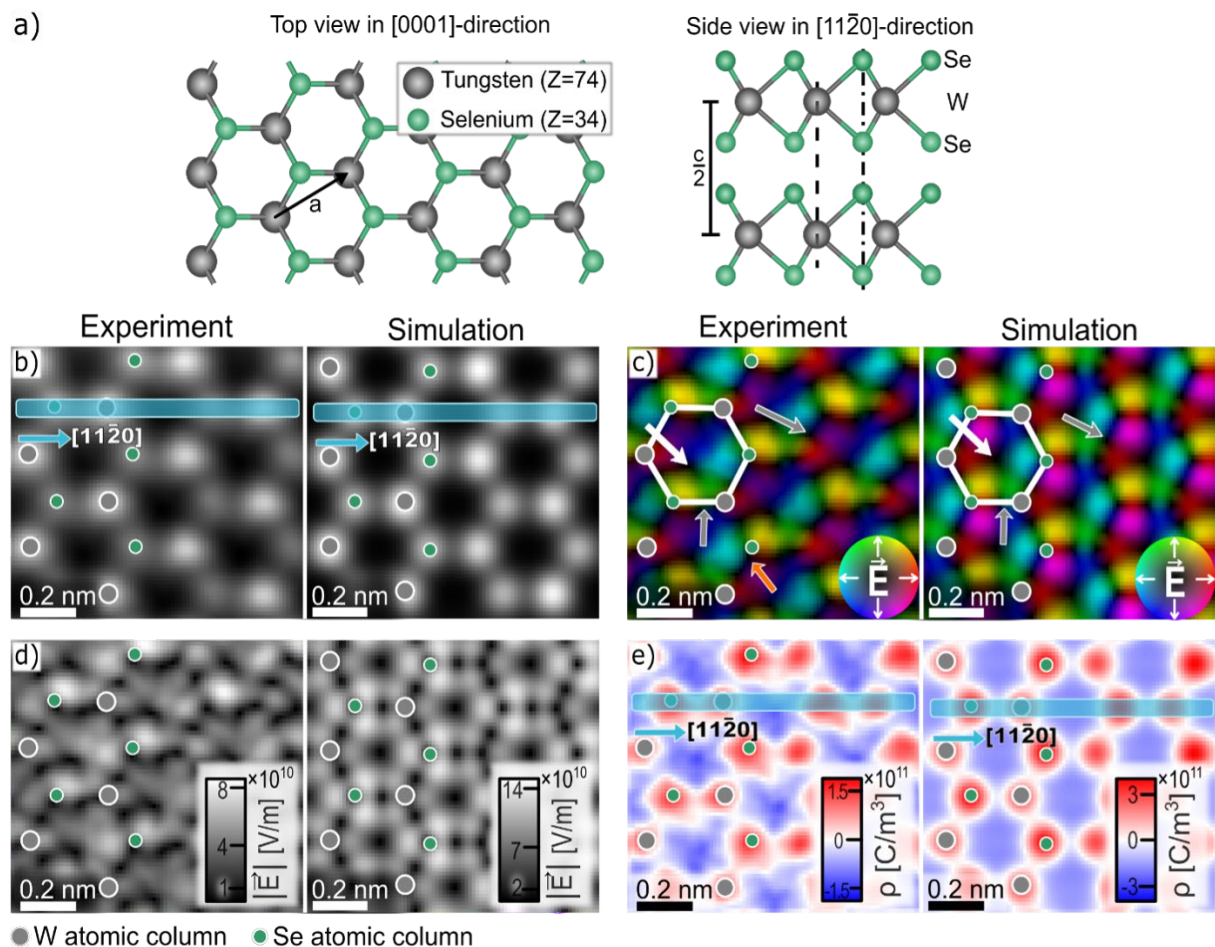 a)
Top view in [0001]-direction
Side view in [112̅0]-direction
Tungsten (Z=74)
Selenium (Z=34)
a
Se
W
Se
c/2
Experiment
Simulation
Experiment
Simulation
b)
[112̅0]
0.2 nm
[112̅0]
0.2 nm
c)
E⃗
0.2 nm
E⃗
0.2 nm
d)
0.2 nm
×10¹⁰
8
4
1
|E⃗| [V/m]
0.2 nm
×10¹⁰
14
7
2
|E⃗| [V/m]
e)
[112̅0]
0.2 nm
×10¹¹
1.5
0
-1.5
ρ [C/m³]
[112̅0]
0.2 nm
×10¹¹
3
0
-3
ρ [C/m³]
W atomic column
Se atomic column